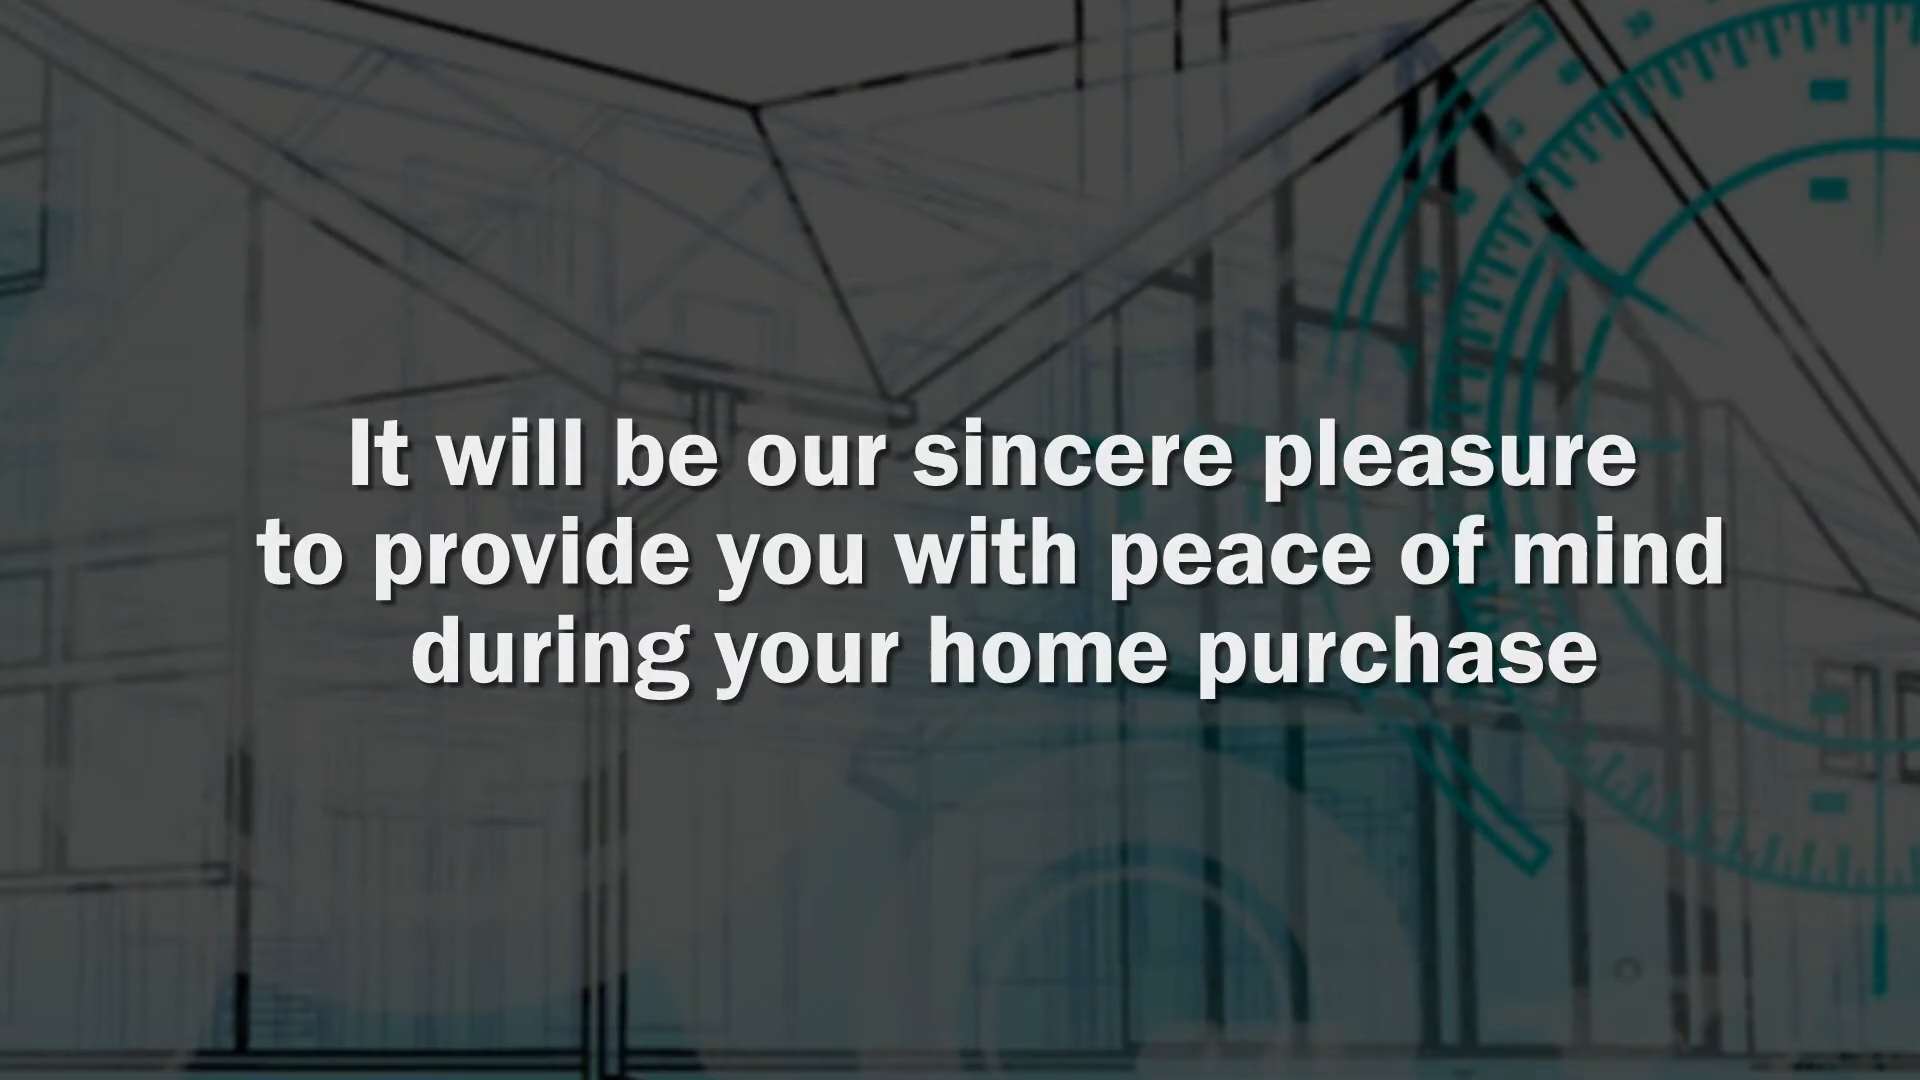 It will be our sincere pleasure
to provide you with peace of mind
during your home purchase